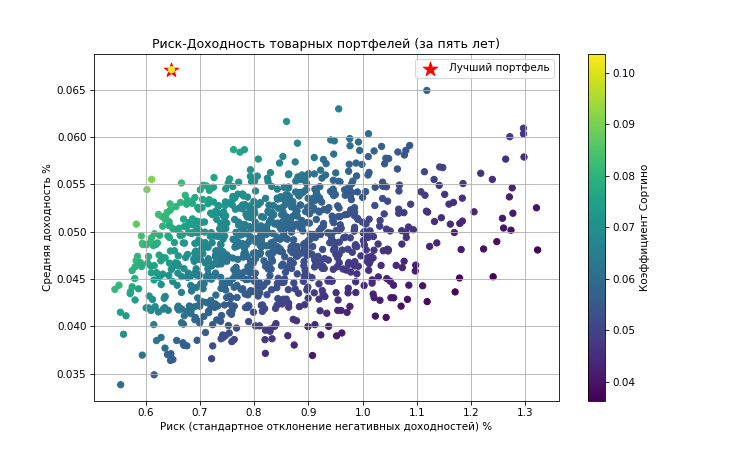 Риск-Доходность товарных портфелей (за пять лет)
Лучший портфель
Средняя доходность %
0.065
0.060
0.055
0.050
0.045
0.040
0.035
0.6 0.7 0.8 0.9 1.0 1.1 1.2 1.3
Риск (стандартное отклонение негативных доходностей) %
0.10
0.09
0.08
0.07
0.06
0.05
0.04
Коэффициент Сортино